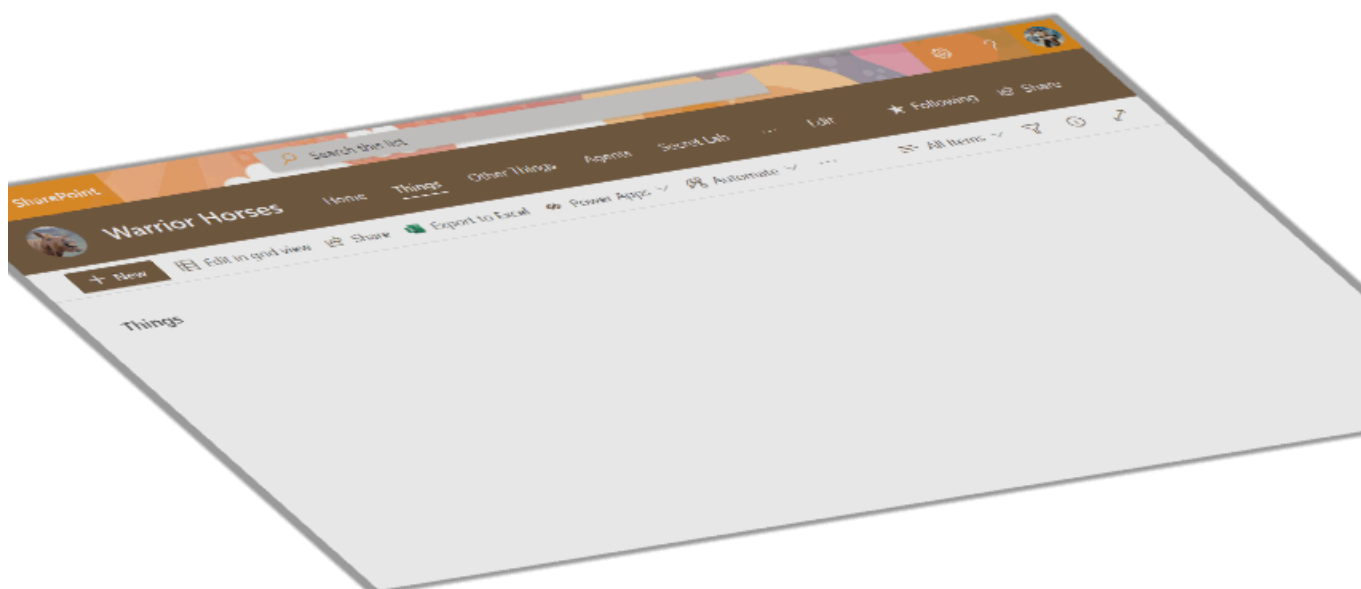 SharePoint
Search this list
? 
Warrior Horses
Home Things Other Things Agents Secret Lab ... Edit
Following Share
+ New Edit in grid view Share Export to Excel Power Apps Automate ...
All Items
Things